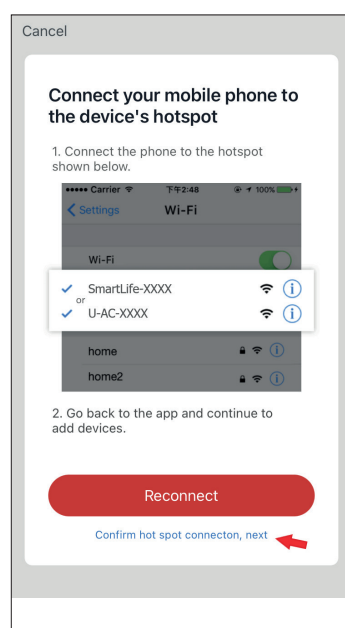 Cancel
Connect your mobile phone to
the device's hotspot
1. Connect the phone to the hotspot
shown below.
●●●●● Carrier 下午2:48 100%
Settings Wi-Fi
Wi-Fi
SmartLife-XXXX
or
U-AC-XXXX
home
home2
2. Go back to the app and continue to
add devices.
Reconnect
Confirm hot spot connecton, next